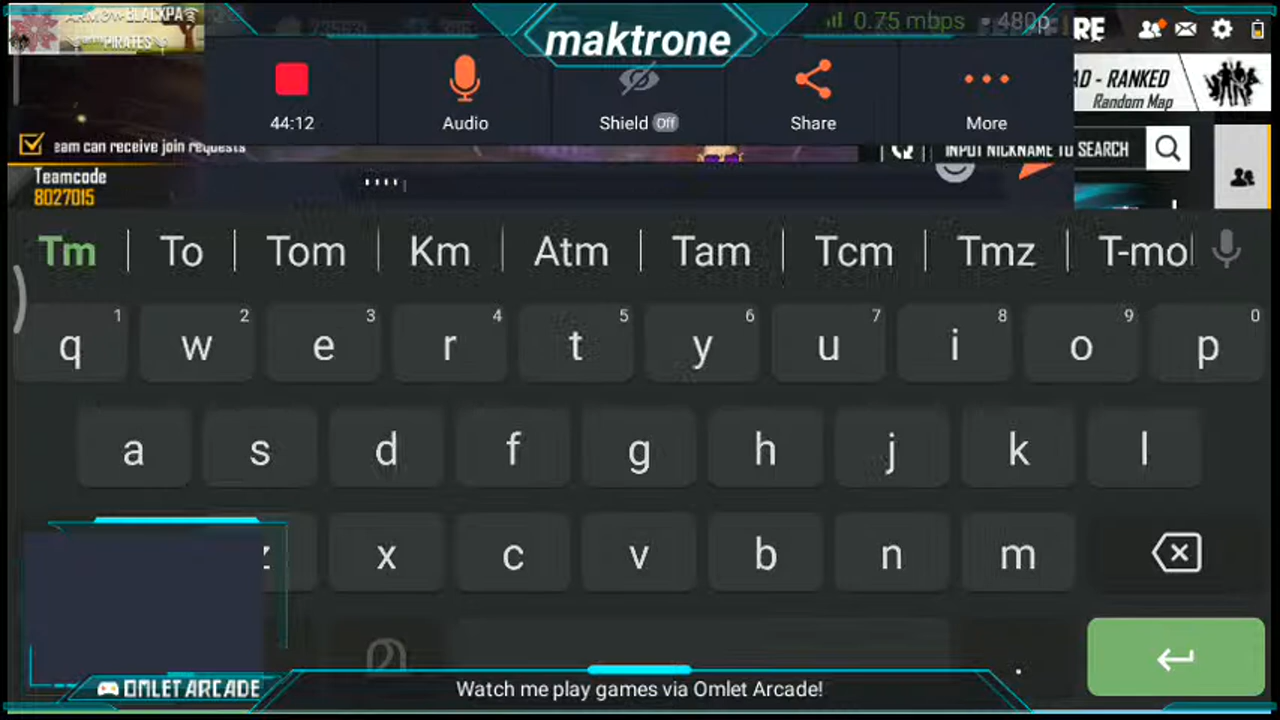 BLACKPA
PIRATES
maktrone
0.75 mbps
480p
RE
AD - RANKED
Random Map
44:12
Audio
Shield Off
Share
More
eam can receive join requests
INPUT NICKNAME TO SEARCH
Teamcode
8027015
Tm To Tom Km Atm Tam Tcm Tmz T-mol
q 1 w 2 e 3 r 4 t 5 y 6 u 7 i 8 o 9 p 0
a s d f g h j k l
z x c v b n m
.
OMLET ARCADE
Watch me play games via Omlet Arcade!